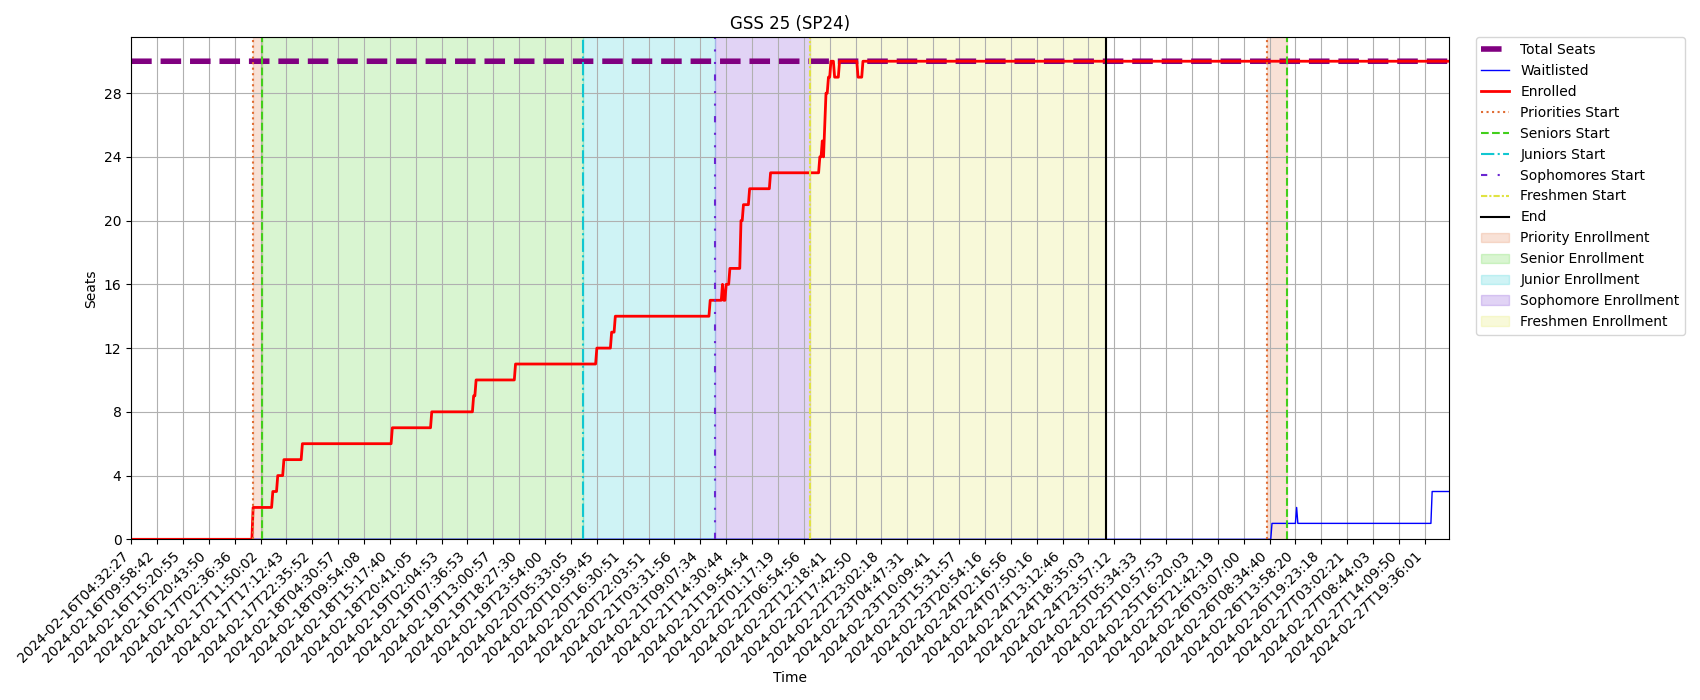 GSS 25 (SP24)
Total Seats
Waitlisted
Enrolled
Priorities Start
Seniors Start
Juniors Start
Sophomores Start
Freshmen Start
End
Priority Enrollment
Senior Enrollment
Junior Enrollment
Sophomore Enrollment
Freshmen Enrollment
Seats
28
24
20
16
12
8
4
0
2024-02-16T04:32:27
2024-02-16T09:58:42
2024-02-16T15:20:55
2024-02-16T20:43:50
2024-02-17T02:36:36
2024-02-17T11:50:02
2024-02-17T17:12:43
2024-02-17T22:35:52
2024-02-18T04:30:57
2024-02-18T09:54:08
2024-02-18T15:17:40
2024-02-18T20:41:05
2024-02-19T02:04:53
2024-02-19T07:36:53
2024-02-19T13:00:57
2024-02-19T18:27:30
2024-02-19T23:54:00
2024-02-20T05:33:05
2024-02-20T10:59:45
2024-02-20T16:30:51
2024-02-20T22:03:51
2024-02-21T03:31:56
2024-02-21T09:07:34
2024-02-21T14:30:44
2024-02-21T19:54:54
2024-02-22T01:17:19
2024-02-22T06:54:56
2024-02-22T12:18:41
2024-02-22T17:42:50
2024-02-22T23:02:18
2024-02-23T04:47:31
2024-02-23T10:09:41
2024-02-23T15:31:57
2024-02-23T20:54:16
2024-02-24T02:16:56
2024-02-24T07:50:16
2024-02-24T13:12:46
2024-02-24T18:35:03
2024-02-24T23:57:12
2024-02-25T05:34:33
2024-02-25T10:57:53
2024-02-25T16:20:03
2024-02-25T21:42:19
2024-02-26T03:07:00
2024-02-26T08:34:40
2024-02-26T13:58:20
2024-02-26T19:23:18
2024-02-27T03:02:21
2024-02-27T08:44:03
2024-02-27T14:09:50
2024-02-27T19:36:01
Time